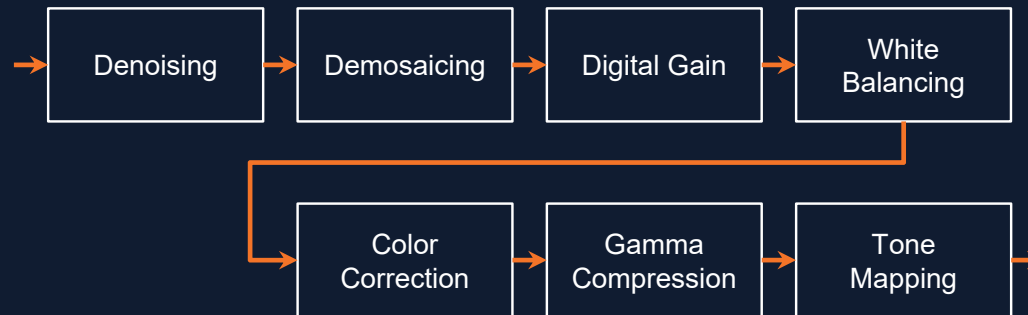 Denoising
Demosaicing
Digital Gain
White
Balancing
Color
Correction
Gamma
Compression
Tone
Mapping